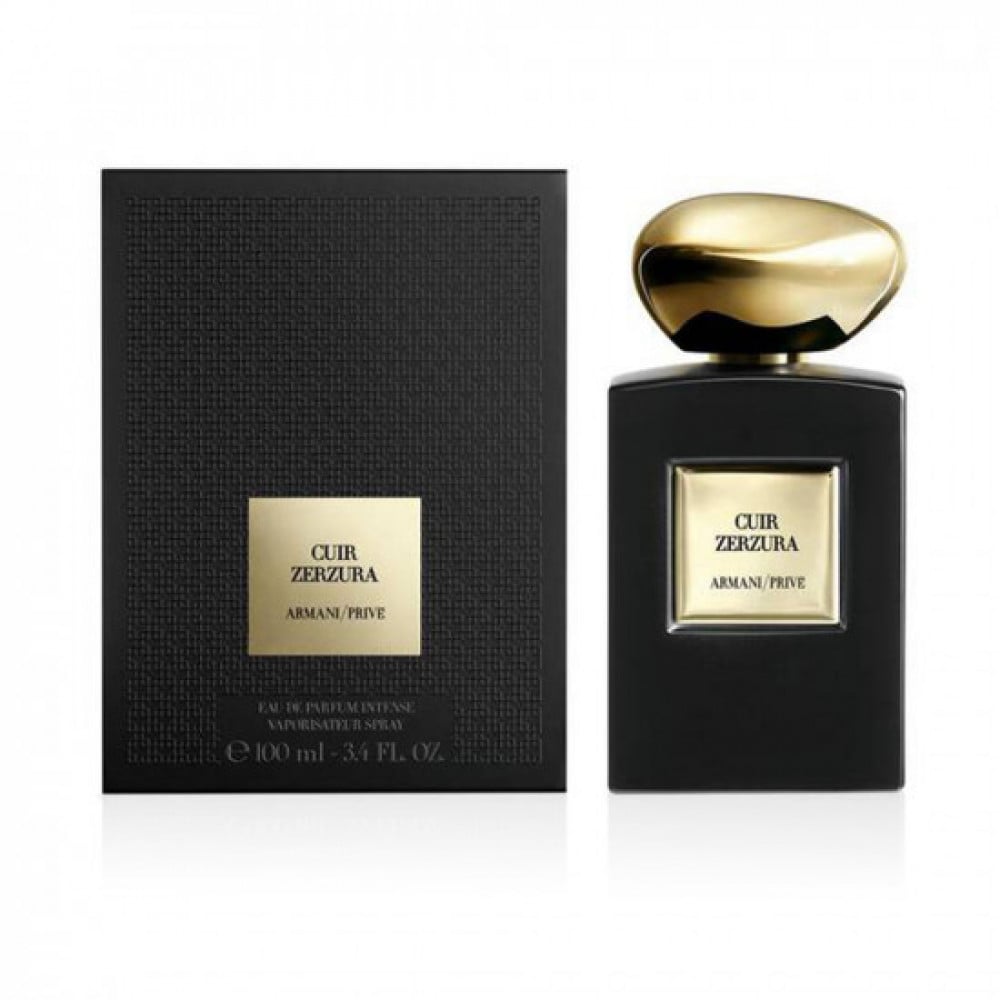 CUIR
ZERZURA
ARMANI/PRIVE
EAU DE PARFUM INTENSE
VAPORISATEUR SPRAY
℮ 100 ml - 3.4 FL. OZ.
CUIR
ZERZURA
ARMANI/PRIVE